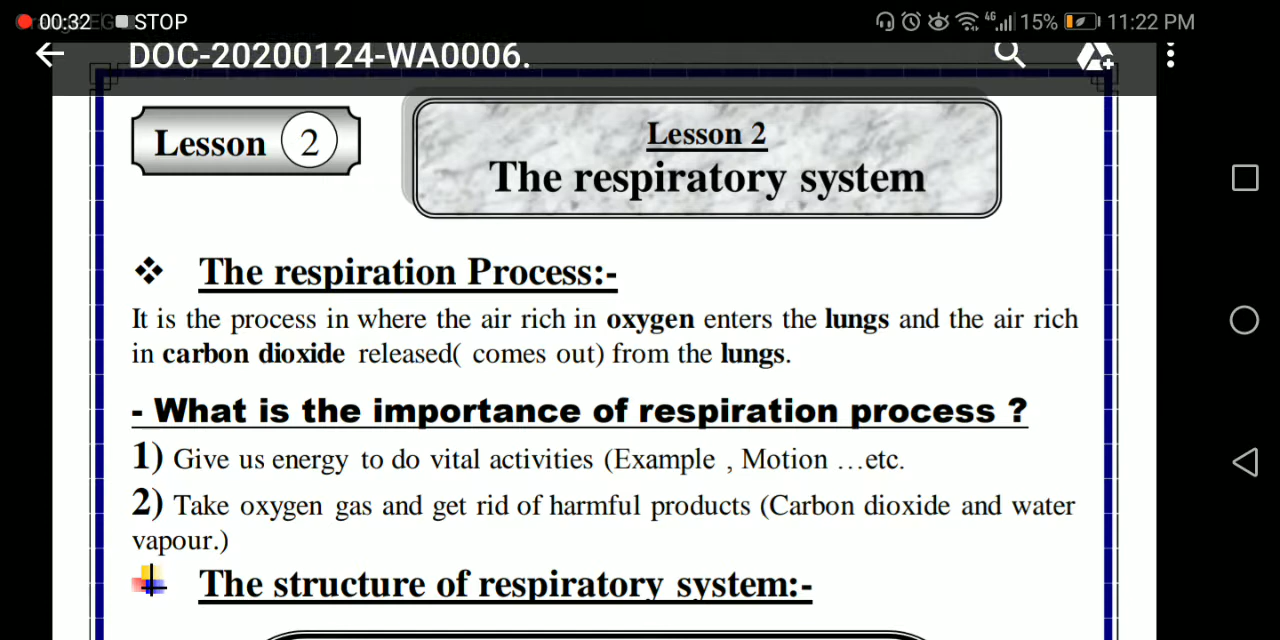 00:32 STOP 4G 15% 11:22 PM
DOC-20200124-WA0006.
Lesson 2
Lesson 2
The respiratory system
❖ The respiration Process:-
It is the process in where the air rich in oxygen enters the lungs and the air rich
in carbon dioxide released( comes out) from the lungs.
- What is the importance of respiration process ?
1) Give us energy to do vital activities (Example , Motion …etc.
2) Take oxygen gas and get rid of harmful products (Carbon dioxide and water
vapour.)
The structure of respiratory system:-